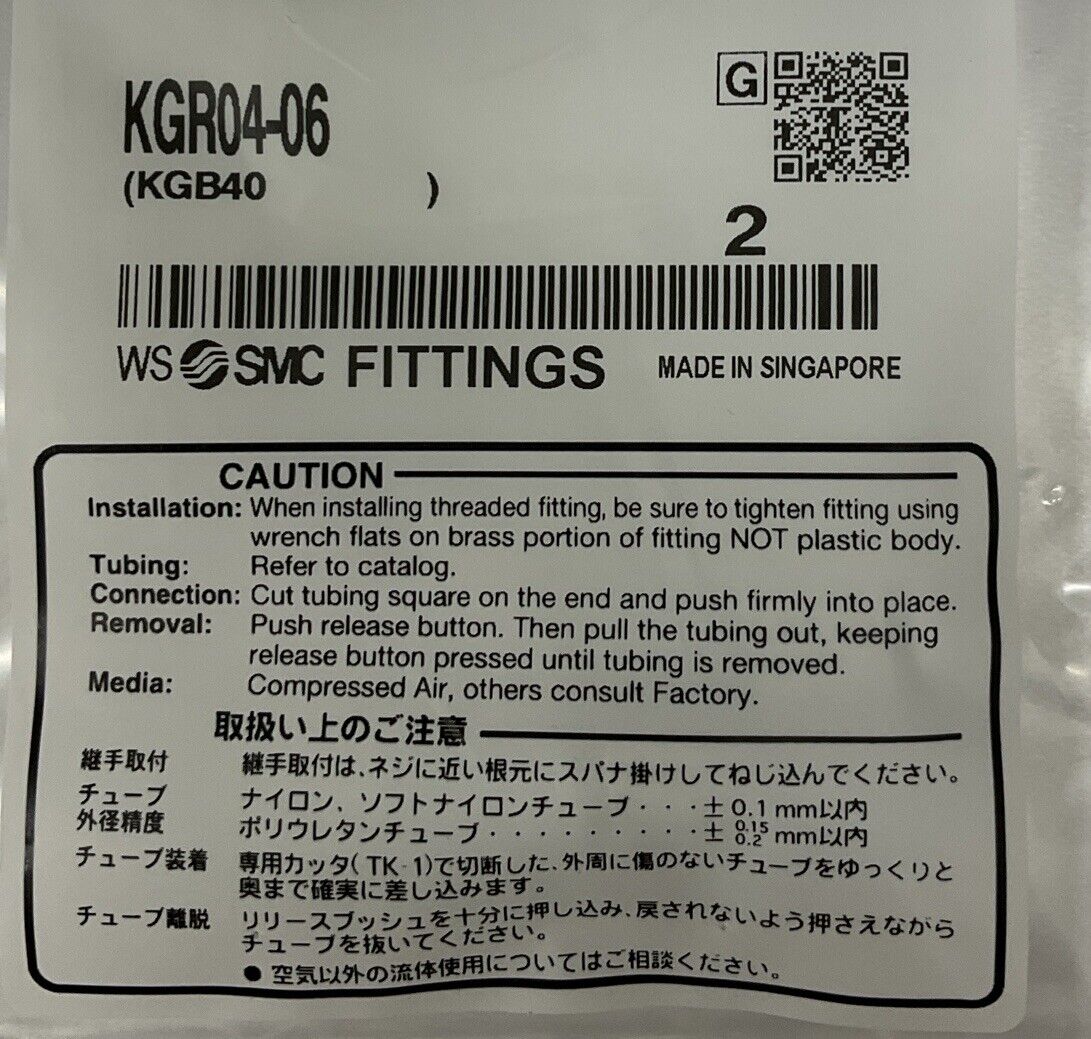 KGR04-06
G
(KGB40 )
2
WS SMC FITTINGS MADE IN SINGAPORE
CAUTION
Installation: When installing threaded fitting, be sure to tighten fitting using
wrench flats on brass portion of fitting NOT plastic body.
Tubing: Refer to catalog.
Connection: Cut tubing square on the end and push firmly into place.
Removal: Push release button. Then pull the tubing out, keeping
release button pressed until tubing is removed.
Media: Compressed Air, others consult Factory.
取扱い上のご注意
継手取付 継手取付は、ネジに近い根元にスパナ掛けしてねじ込んでください。
チューブ ナイロン、ソフトナイロンチューブ・・・± 0.1 mm以内
外径精度 ポリウレタンチューブ・・・・・・・・・± 0.15 0.2 mm以内
チューブ装着 専用カッタ(TK-1)で切断した、外周に傷のないチューブをゆっくりと
奥まで確実に差し込みます。
チューブ離脱 リリースブッシュを十分に押し込み、戻されないよう押さえながら
チューブを抜いてください。
● 空気以外の流体使用についてはご相談ください。